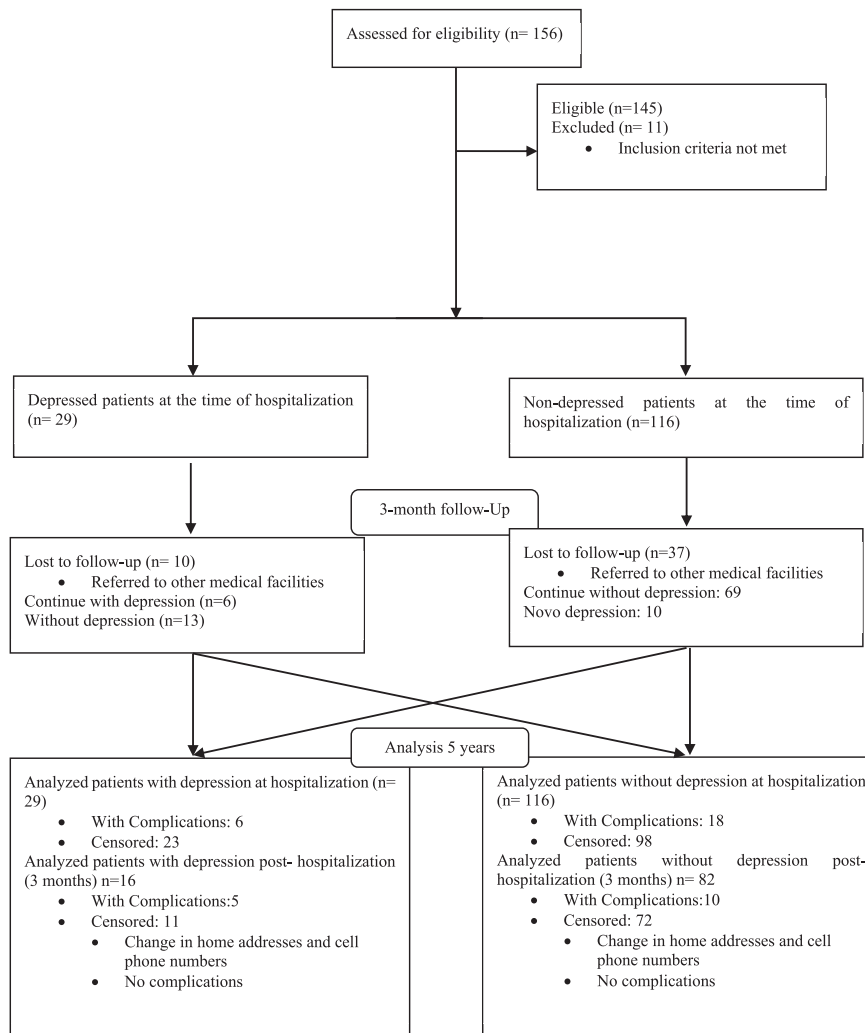 Assessed for eligibility (n= 156)
Eligible (n=145)
Excluded (n= 11)
• Inclusion criteria not met
Depressed patients at the time of hospitalization
(n= 29)
Non-depressed patients at the time of
hospitalization (n=116)
3-month follow-Up
Lost to follow-up (n= 10)
• Referred to other medical facilities
Continue with depression (n=6)
Without depression (n=13)
Lost to follow-up (n=37)
• Referred to other medical facilities
Continue without depression: 69
Novo depression: 10
Analysis 5 years
Analyzed patients with depression at hospitalization (n=
29)
• With Complications: 6
• Censored: 23
Analyzed patients with depression post- hospitalization
(3 months) n=16
• With Complications:5
• Censored: 11
• Change in home addresses and cell
phone numbers
• No complications
Analyzed patients without depression at hospitalization
(n= 116)
• With Complications: 18
• Censored: 98
Analyzed patients without depression post-
hospitalization (3 months) n= 82
• With Complications:10
• Censored: 72
• Change in home addresses and cell
phone numbers
• No complications